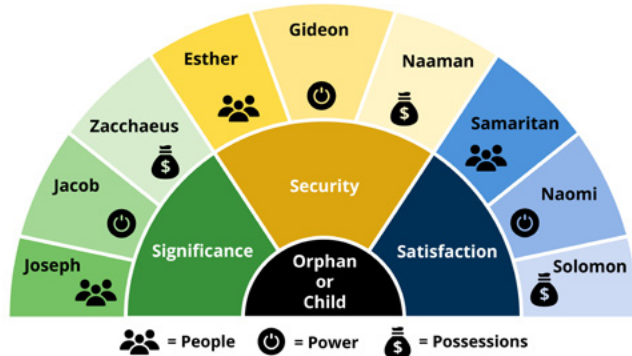 Gideon
Esther
Naaman
Zacchaeus
Samaritan
Jacob
Security
Naomi
Significance
Satisfaction
Joseph
Orphan
or
Child
Solomon
$
$
$
= People
= Power
$ = Possessions